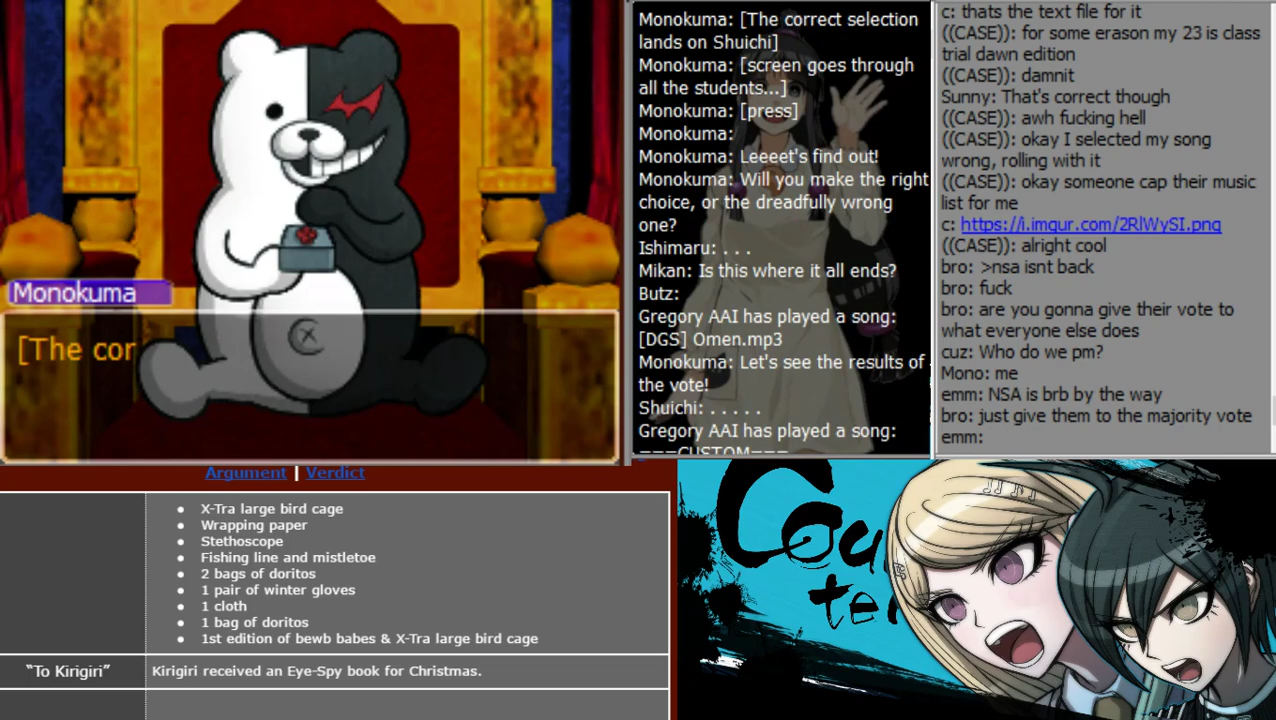 Monokuma
[The cor
Monokuma: [The correct selection
lands on Shuichi]
Monokuma: [screen goes through
all the students...]
Monokuma: [press]
Monokuma:
Monokuma: Leeeet's find out!
Monokuma: Will you make the right
choice, or the dreadfully wrong
one?
Ishimaru: . . .
Mikan: Is this where it all ends?
Butz:
Gregory AAI has played a song:
[DGS] Omen.mp3
Monokuma: Let's see the results of
the vote!
Shuichi: . . . . .
Gregory AAI has played a song:
===CUSTOM===
c: thats the text file for it
((CASE)): for some erason my 23 is class
trial dawn edition
((CASE)): damnit
Sunny: That's correct though
((CASE)): awh fucking hell
((CASE)): okay I selected my song
wrong, rolling with it
((CASE)): okay someone cap their music
list for me
c: https://i.imgur.com/2RlWySI.png
((CASE)): alright cool
bro: >nsa isnt back
bro: fuck
bro: are you gonna give their vote to
what everyone else does
cuz: Who do we pm?
Mono: me
emm: NSA is brb by the way
bro: just give them to the majority vote
emm:
Argument | Verdict
• X-Tra large bird cage
• Wrapping paper
• Stethoscope
• Fishing line and mistletoe
• 2 bags of doritos
• 1 pair of winter gloves
• 1 cloth
• 1 bag of doritos
• 1st edition of bewb babes & X-Tra large bird cage
"To Kirigiri" Kirigiri received an Eye-Spy book for Christmas.
Cou
ter